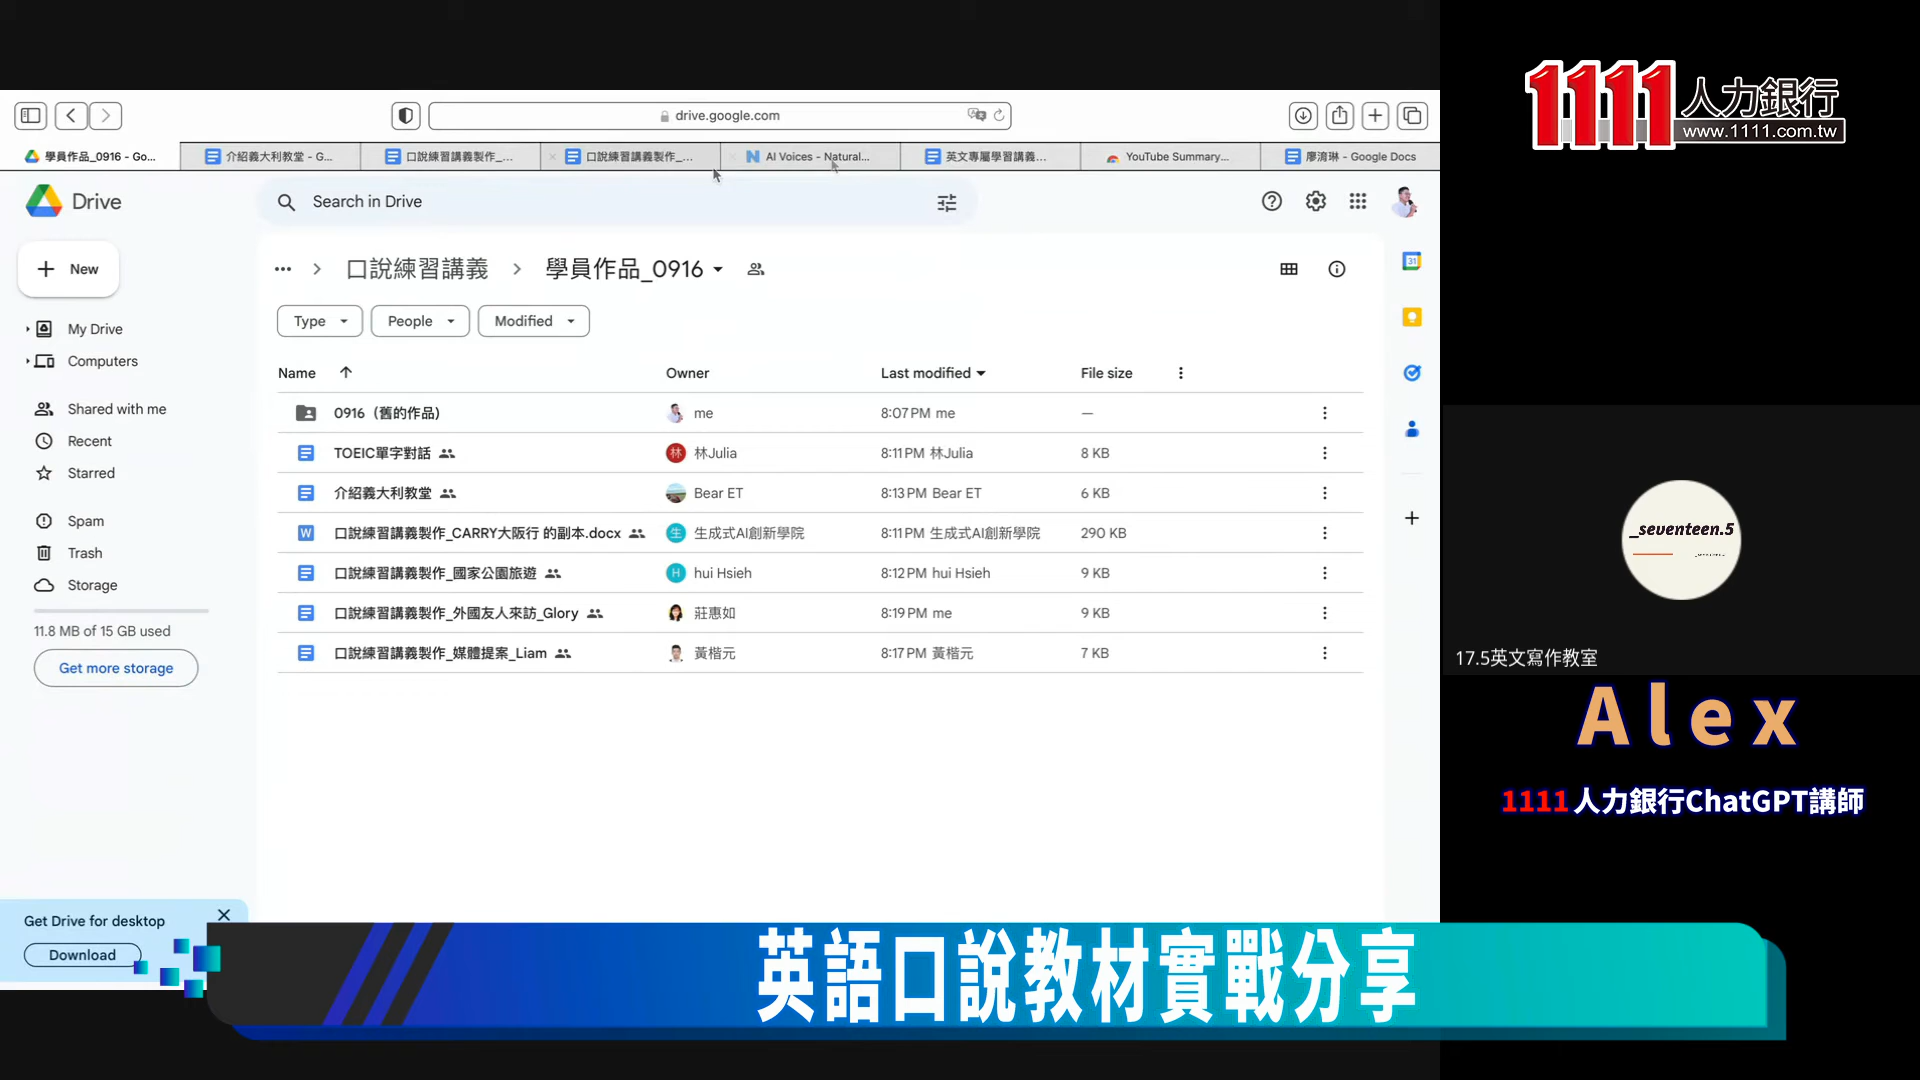 drive.google.com
學員作品_0916 - Go...
介紹義大利教堂 - G...
口說練習講義製作_...
口說練習講義製作_...
AI Voices - Natural...
英文專屬學習講義...
YouTube Summary...
廖淯琳 - Google Docs
Drive
Search in Drive
New
口說練習講義
學員作品_0916
Type
People
Modified
My Drive
Computers
Shared with me
Recent
Starred
Spam
Trash
Storage
11.8 MB of 15 GB used
Get more storage
Name
Owner
Last modified
File size
0916（舊的作品）
me
8:07 PM me
—
TOEIC單字對話
林
林Julia
8:11 PM 林Julia
8 KB
介紹義大利教堂
Bear ET
8:13 PM Bear ET
6 KB
W
口說練習講義製作_CARRY大阪行 的副本.docx
生
生成式AI創新學院
8:11 PM 生成式AI創新學院
290 KB
口說練習講義製作_國家公園旅遊
H
hui Hsieh
8:12 PM hui Hsieh
9 KB
口說練習講義製作_外國友人來訪_Glory
莊惠如
8:19 PM me
9 KB
口說練習講義製作_媒體提案_Liam
黃楷元
8:17 PM 黃楷元
7 KB
31
Get Drive for desktop
Download
1111人力銀行
www.1111.com.tw
_seventeen.5
17.5英文寫作教室
Alex
1111人力銀行ChatGPT講師
英語口說教材實戰分享